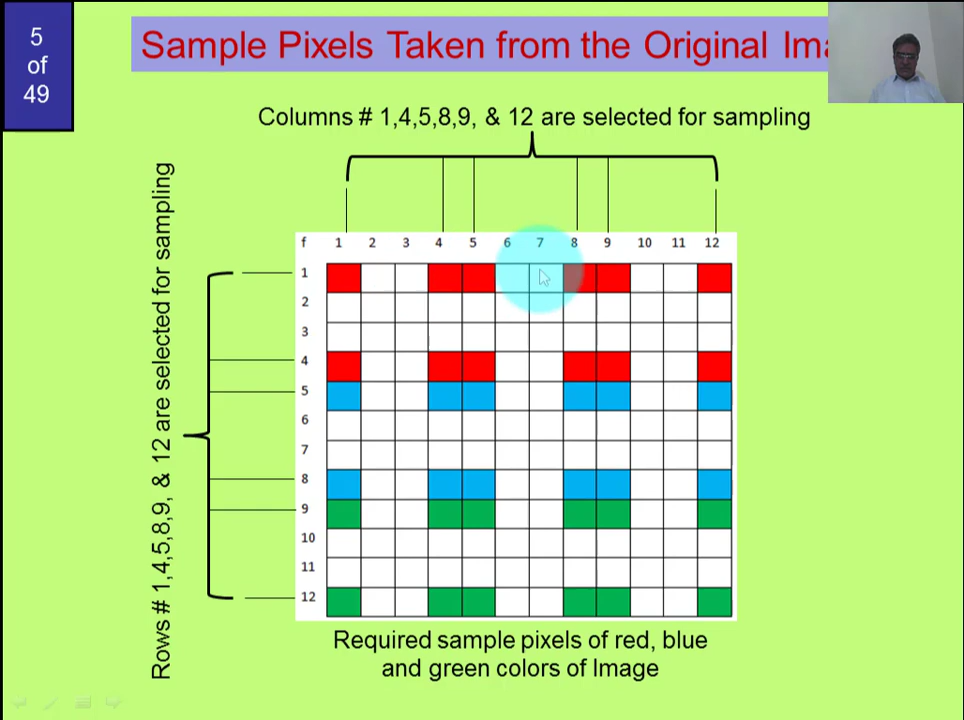 5
of
49
Sample Pixels Taken from the Original
Columns # 1,4,5,8,9, & 12 are selected for sampling
Rows # 1,4,5,8,9, & 12 are selected for sampling
f 1 2 3 4 5 6 7 8 9 10 11 12
1
2
3
4
5
6
7
8
9
10
11
12
Required sample pixels of red, blue
and green colors of Image